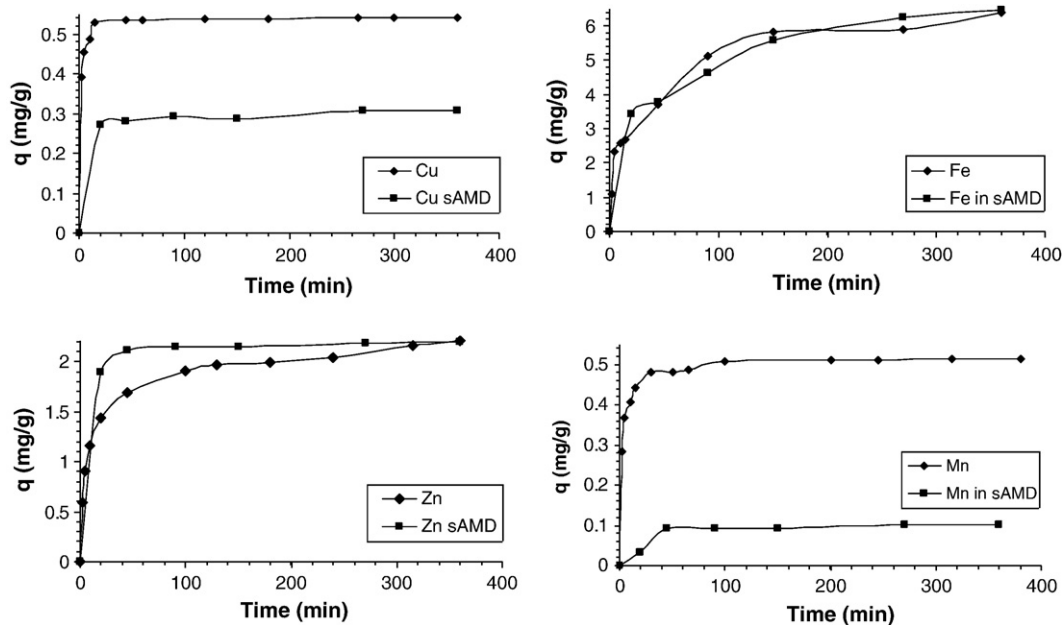 0.5
0.4
0.3
0.2
0.1
0
q (mg/g)
Cu
Cu sAMD
0 100 200 300 400
Time (min)
6
5
4
3
2
1
0
q (mg/g)
Fe
Fe in sAMD
0 100 200 300 400
Time (min)
2
1.5
1
0.5
0
q (mg/g)
Zn
Zn sAMD
0 100 200 300 400
Time (min)
0.5
0.4
0.3
0.2
0.1
0
q (mg/g)
Mn
Mn in sAMD
0 100 200 300 400
Time (min)